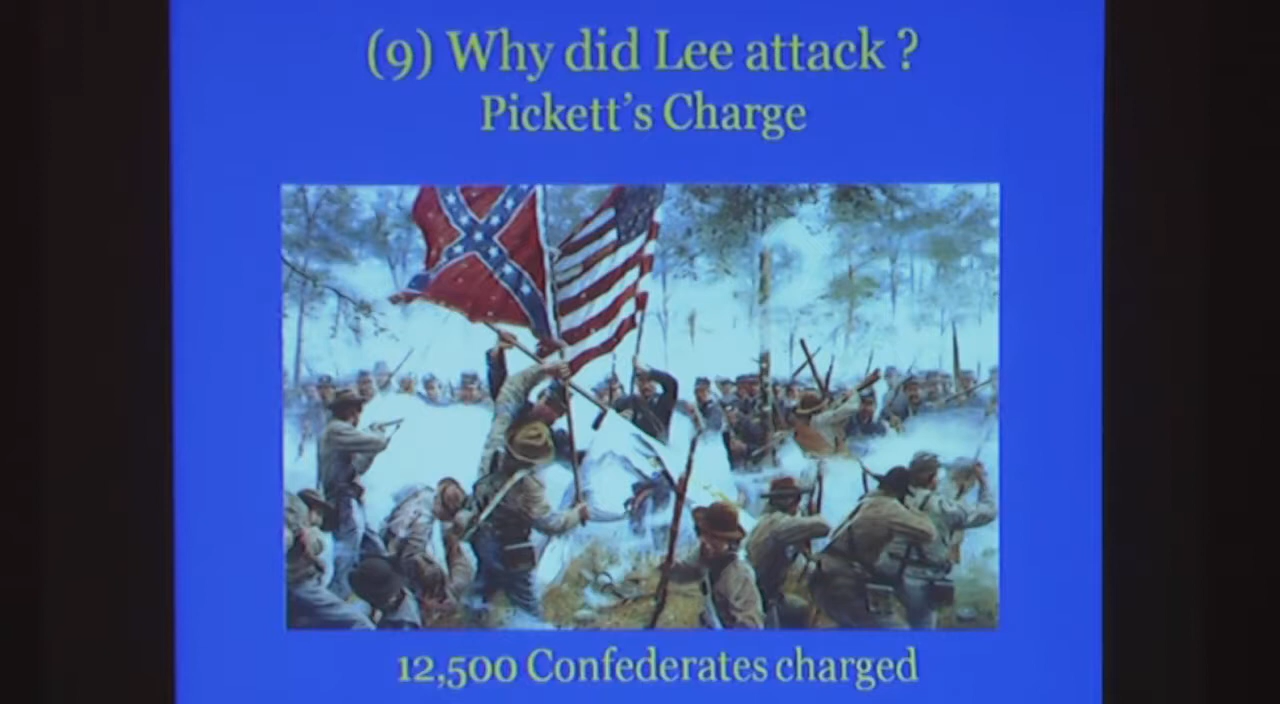 (9) Why did Lee attack ?
Pickett's Charge
12,500 Confederates charged